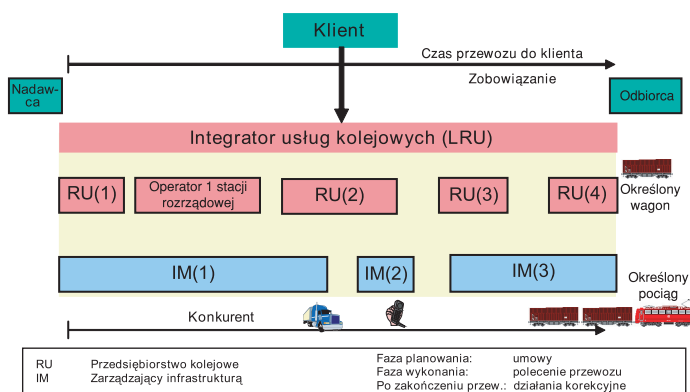 Klient
Czas przewozu do klienta
Zobowiązanie
Nadaw-
ca
Odbiorca
Integrator usług kolejowych (LRU)
RU(1)
Operator 1 stacji
rozrządowej
RU(2)
RU(3)
RU(4)
Określony
wagon
IM(1)
IM(2)
IM(3)
Określony
pociąg
Konkurent
RU Przedsiębiorstwo kolejowe
IM Zarządzający infrastrukturą
Faza planowania: umowy
Faza wykonania: polecenie przewozu
Po zakończeniu przew.: działania korekcyjne